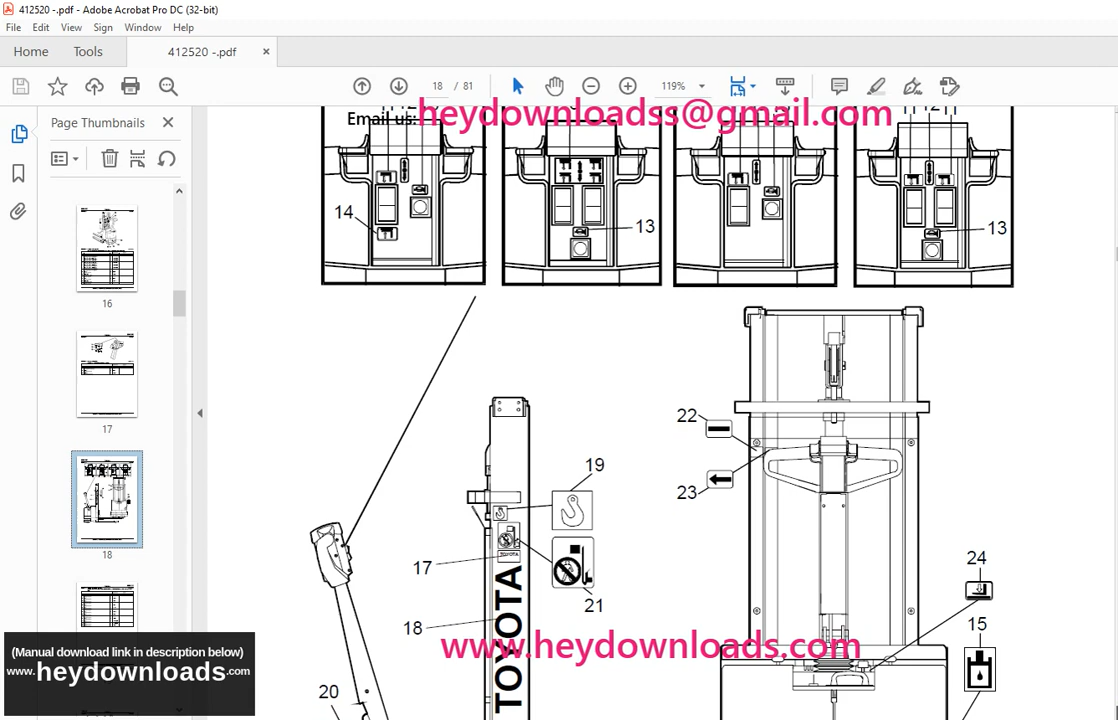 412520 -.pdf - Adobe Acrobat Pro DC (32-bit)
File Edit View Sign Window Help
Home Tools 412520 -.pdf ×
18 / 81 119%
Page Thumbnails
16
17
18
Email us: heydownloadss@gmail.com
12
14
13
13
22
23
19
17
21
18
TOYOTA
TOYOTA
24
15
20
www.heydownloads.com
(Manual download link in description below)
www.heydownloads.com